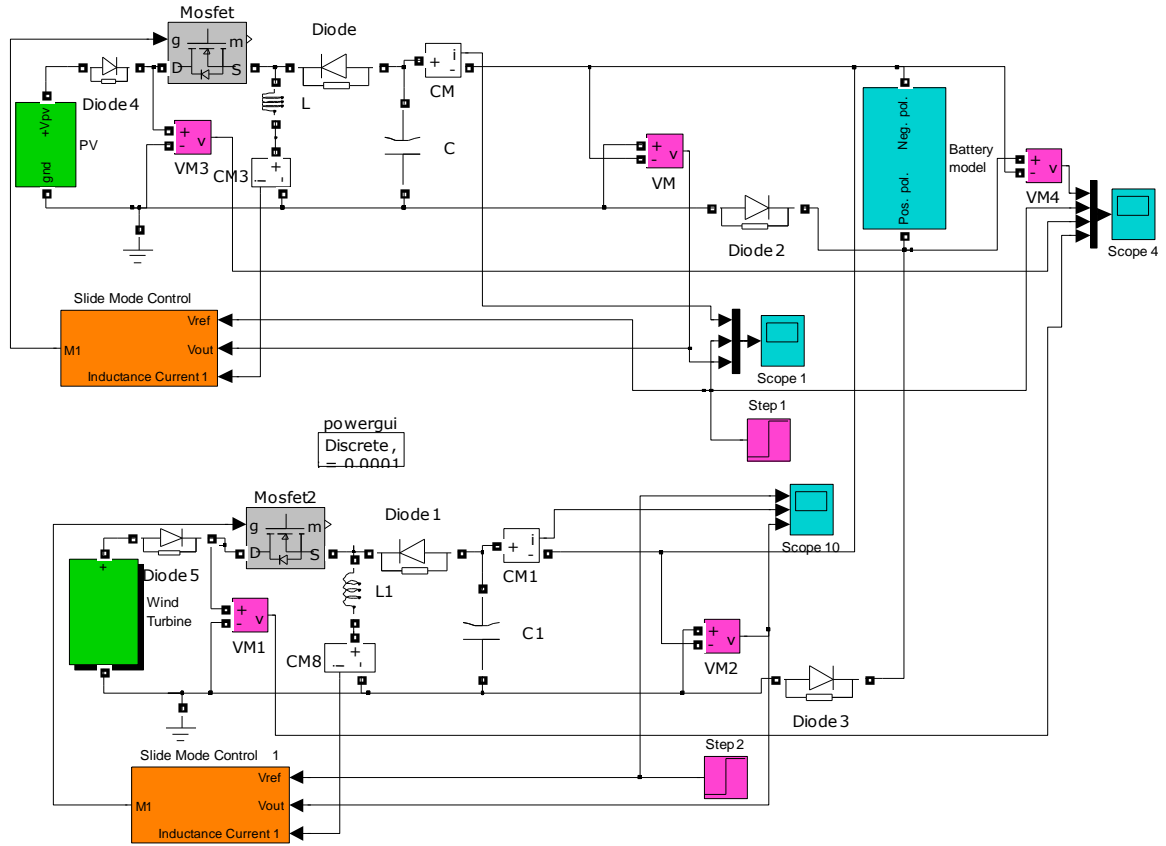 Mosfet
Diode
g
m
D
S
i
+
-
CM
Diode 4
L
+Vpv
gnd
PV
+
-
v
VM3
CM3
+
-
C
+
-
v
VM
Neg. pol.
Pos. pol.
Battery
model
+
-
v
VM4
Scope 4
Diode 2
Slide Mode Control
Vref
M1
Vout
Inductance Current 1
Scope 1
Step 1
powergui
Discrete,
= 0.0001
Mosfet2
g
m
D
S
Diode 1
i
+
-
CM1
Scope 10
Diode 5
+
Wind
Turbine
L1
+
-
v
VM1
C1
+
-
v
VM2
CM8
+
-
Diode 3
Slide Mode Control 1
Step 2
Vref
M1
Vout
Inductance Current 1